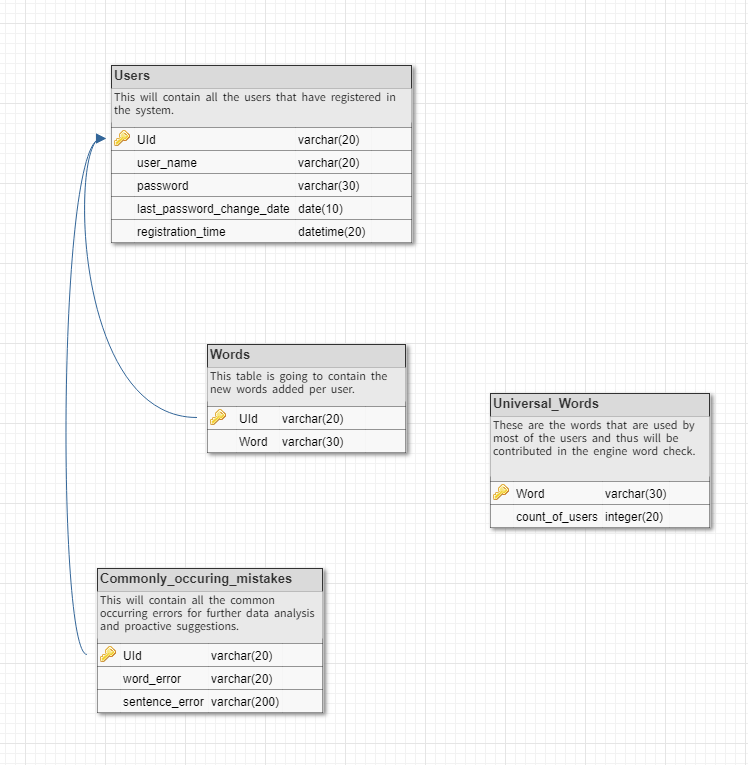 Users
This will contain all the users that have registered in
the system.
UId varchar(20)
user_name varchar(20)
password varchar(30)
last_password_change_date date(10)
registration_time datetime(20)
Words
This table is going to contain the
new words added per user.
UId varchar(20)
Word varchar(30)
Universal_Words
These are the words that are used by
most of the users and thus will be
contributed in the engine word check.
Word varchar(30)
count_of_users integer(20)
Commonly_occuring_mistakes
This will contain all the common
occurring errors for further data analysis
and proactive suggestions.
UId varchar(20)
word_error varchar(20)
sentence_error varchar(200)